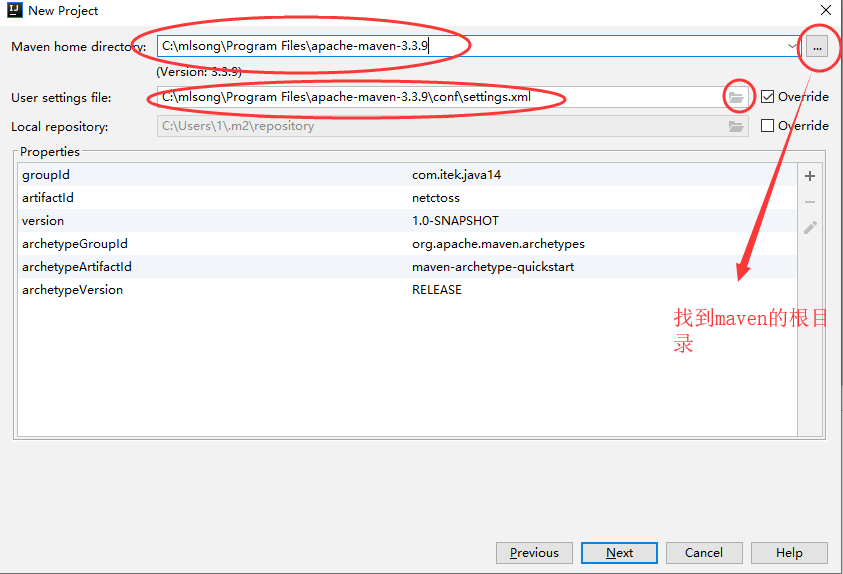 New Project
Maven home directory: C:\mlsong\Program Files\apache-maven-3.3.9 ...
(Version: 3.3.9)
User settings file: C:\mlsong\Program Files\apache-maven-3.3.9\conf\settings.xml Override
Local repository: C:\Users\1\.m2\repository Override
Properties
groupId com.itek.java14
artifactId netctoss
version 1.0-SNAPSHOT
archetypeGroupId org.apache.maven.archetypes
archetypeArtifactId maven-archetype-quickstart
archetypeVersion RELEASE
找到maven的根目
录
Previous Next Cancel Help